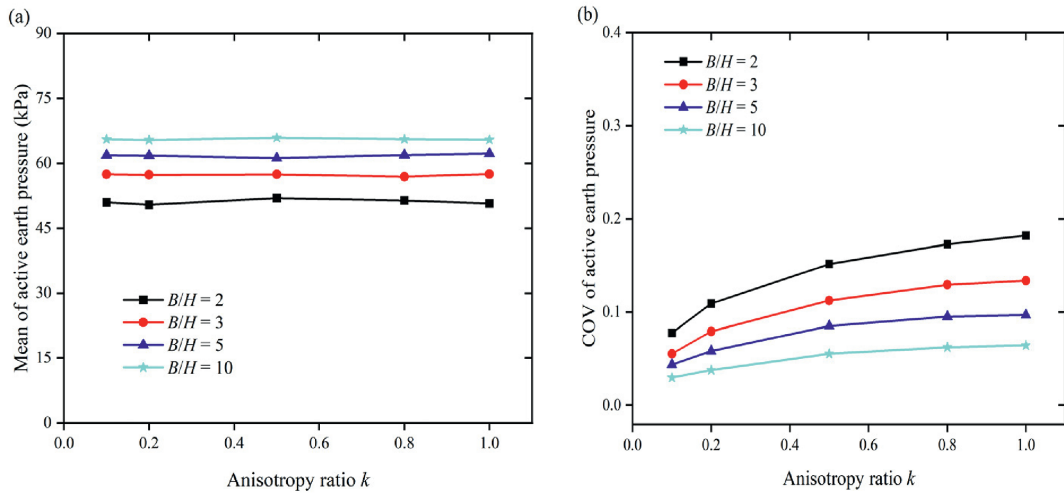 (a)
90
75
60
45
30
15
0
Mean of active earth pressure (kPa)
B/H = 2
B/H = 3
B/H = 5
B/H = 10
0.0 0.2 0.4 0.6 0.8 1.0
Anisotropy ratio k
(b)
0.4
0.3
0.2
0.1
0.0
COV of active earth pressure
B/H = 2
B/H = 3
B/H = 5
B/H = 10
0.0 0.2 0.4 0.6 0.8 1.0
Anisotropy ratio k